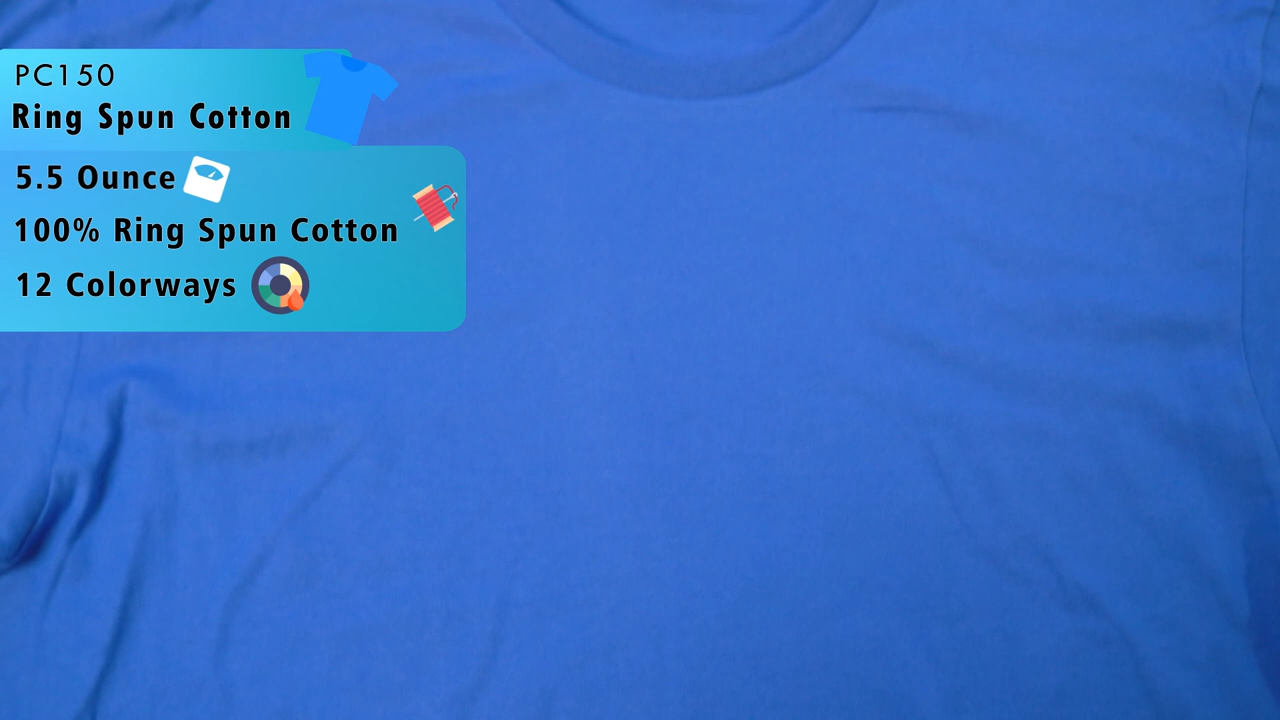 PC150
Ring Spun Cotton
5.5 Ounce
100% Ring Spun Cotton
12 Colorways